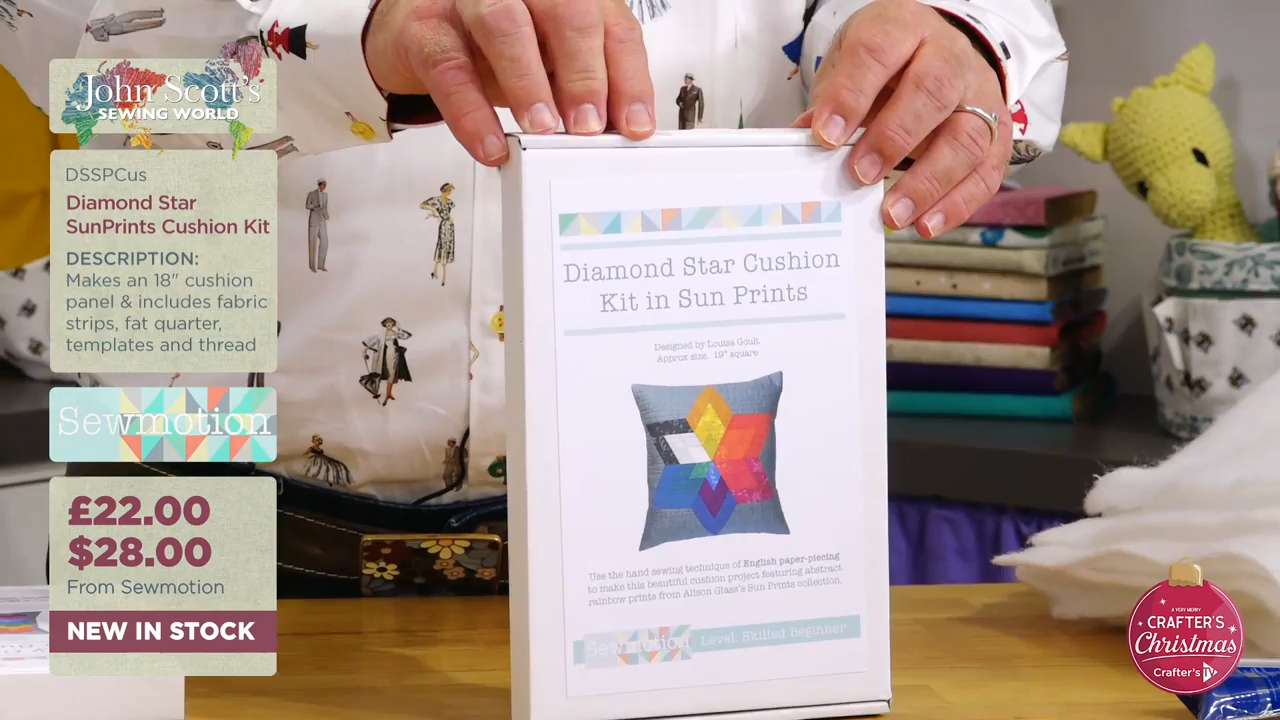 John Scott's
SEWING WORLD
DSSPCus
Diamond Star
SunPrints Cushion Kit
DESCRIPTION:
Makes an 18" cushion
panel & includes fabric
strips, fat quarter,
templates and thread
Sewmotion
£22.00
$28.00
From Sewmotion
NEW IN STOCK
Diamond Star Cushion
Kit in Sun Prints
Designed by Louisa Goult
Approx size. 19" square
Use the hand sewing technique of English paper-piecing
to make this beautiful cushion project featuring abstract
rainbow prints from Alison Glass's Sun Prints collection.
Sewmotion Level: Skilled Beginner
A VERY MERRY
CRAFTER'S
Christmas
Crafter's TV